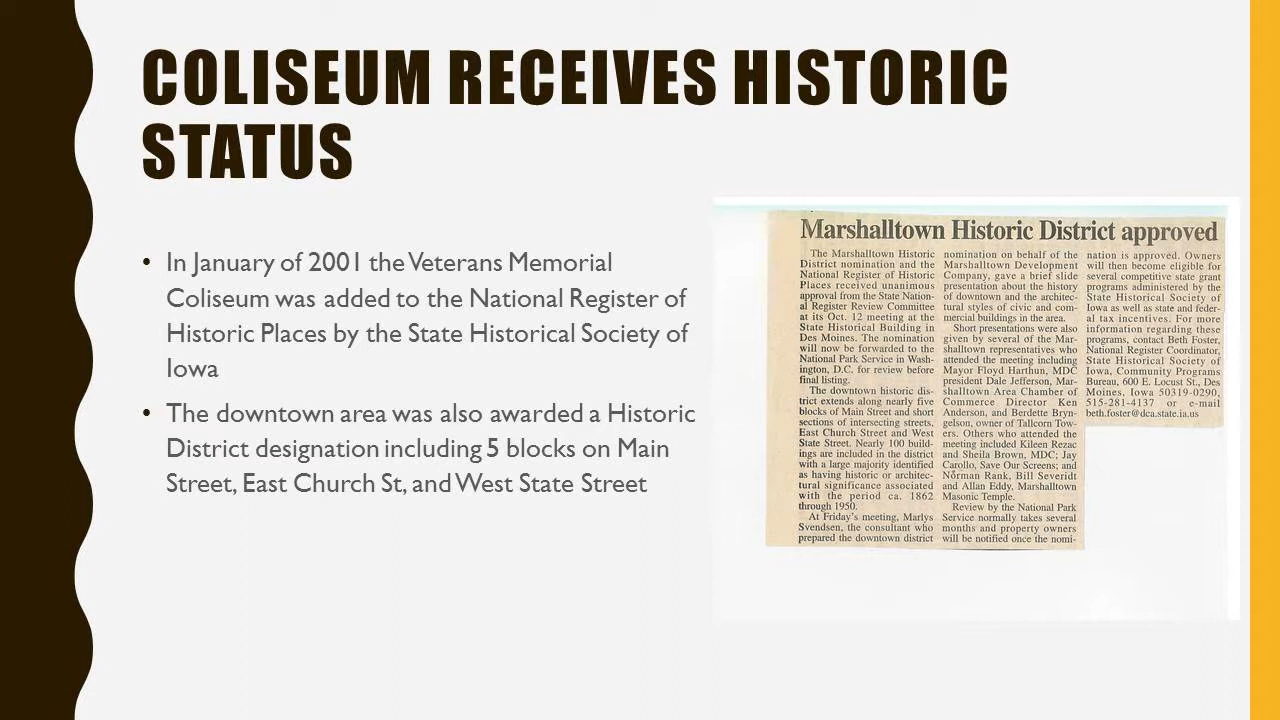 COLISEUM RECEIVES HISTORIC
STATUS
• In January of 2001 the Veterans Memorial
Coliseum was added to the National Register of
Historic Places by the State Historical Society of
Iowa
• The downtown area was also awarded a Historic
District designation including 5 blocks on Main
Street, East Church St, and West State Street
Marshalltown Historic District approved
The Marshalltown Historic
District nomination and the
National Register of Historic
Places received unanimous
approval from the State Nation-
al Register Review Committee
at its Oct. 12 meeting at the
State Historical Building in
Des Moines. The nomination
will now be forwarded to the
National Park Service in Wash-
ington, D.C. for review before
final listing.
The downtown historic dis-
trict extends along nearly five
blocks of Main Street and short
sections of intersecting streets,
East Church Street and West
State Street. Nearly 100 build-
ings are included in the district
with a large majority identified
as having historic or architec-
tural significance associated
with the period ca. 1862
through 1950.
At Friday's meeting, Marlys
Svendsen, the consultant who
prepared the downtown district
nomination on behalf of the
Marshalltown Development
Company, gave a brief slide
presentation about the history
of downtown and the architec-
tural styles of civic and com-
mercial buildings in the area.
Short presentations were also
given by several of the Mar-
shalltown representatives who
attended the meeting including
Mayor Floyd Harthun, MDC
president Dale Jefferson, Mar-
shalltown Area Chamber of
Commerce Director Ken
Anderson, and Berdette Bryn-
gelson, owner of Tallcorn Tow-
ers. Others who attended the
meeting included Kileen Rezac
and Sheila Brown, MDC; Jay
Carollo, Save Our Screens; and
Norman Rank, Bill Severidt
and Allan Eddy, Marshalltown
Masonic Temple.
Review by the National Park
Service normally takes several
months and property owners
will be notified once the nomi-
nation is approved. Owners
will then become eligible for
several competitive state grant
programs administered by the
State Historical Society of
Iowa as well as state and feder-
al tax incentives. For more
information regarding these
programs, contact Beth Foster,
National Register Coordinator,
State Historical Society of
Iowa, Community Programs
Bureau, 600 E. Locust St., Des
Moines, Iowa 50319-0290,
515-281-4137 or e-mail
beth.foster@dca.state.ia.us